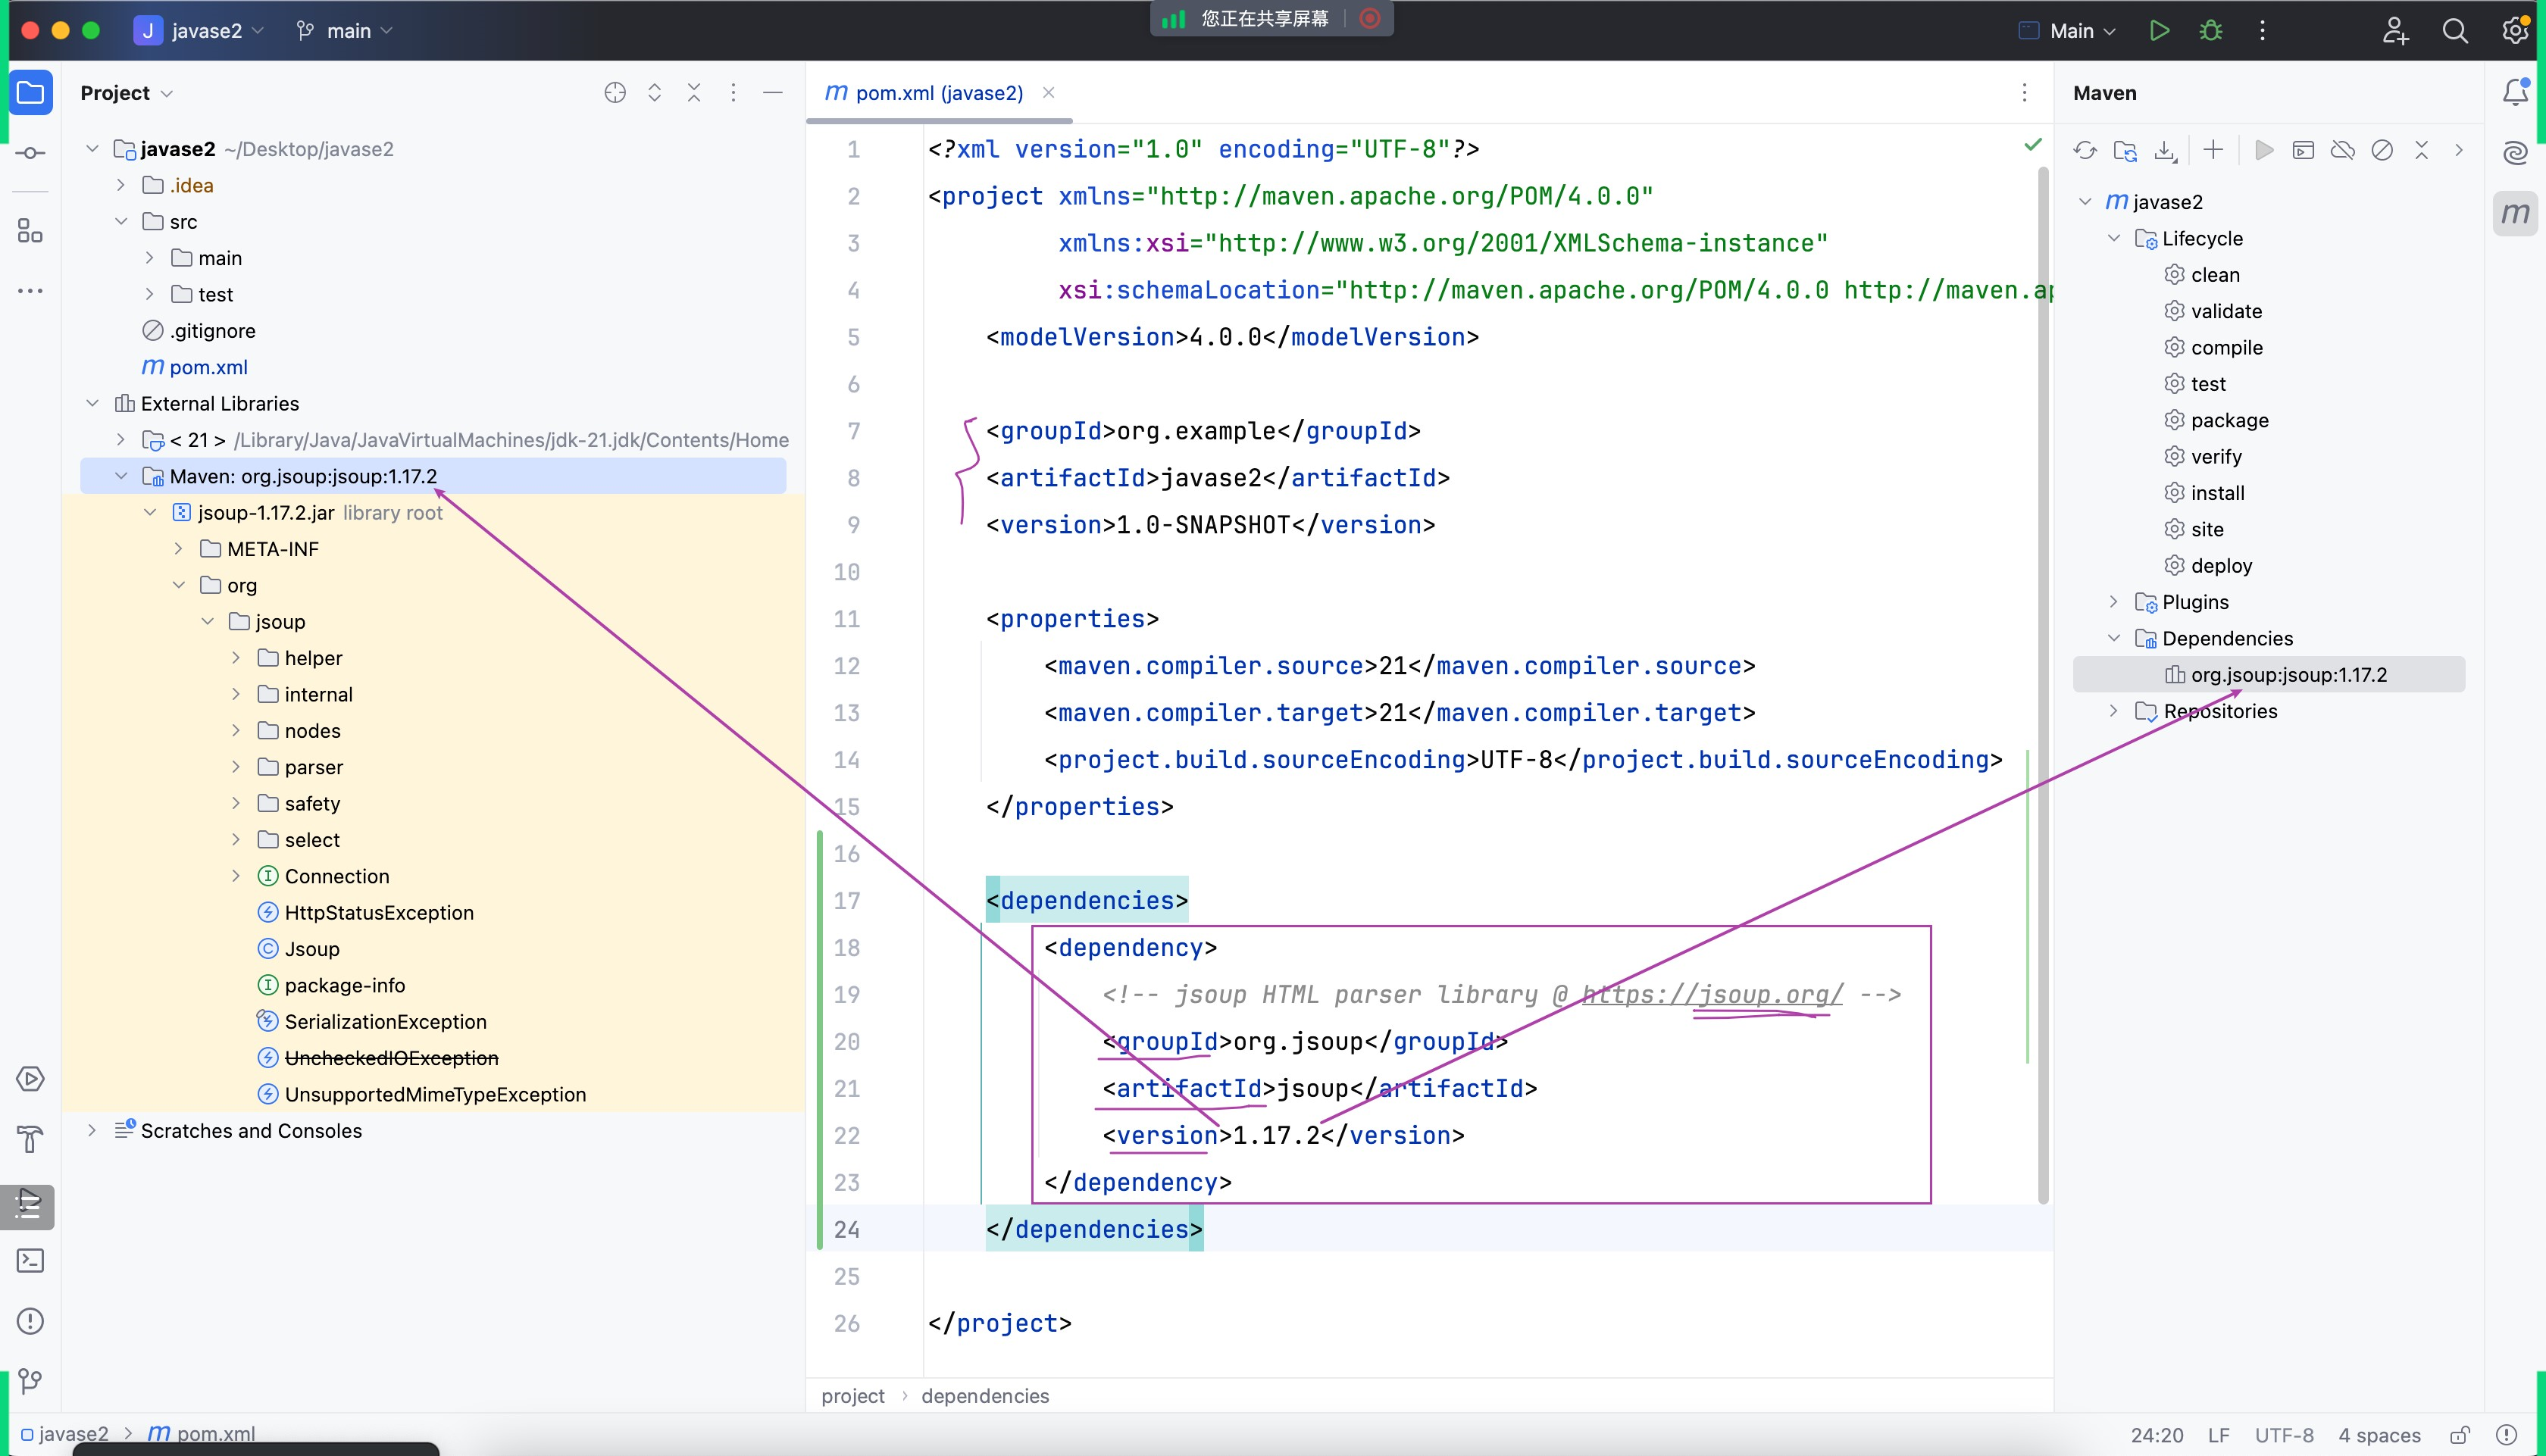 J javase2 main
您正在共享屏幕
Main
Project
javase2 ~/Desktop/javase2
.idea
src
main
test
.gitignore
m pom.xml
External Libraries
< 21 > /Library/Java/JavaVirtualMachines/jdk-21.jdk/Contents/Home
Maven: org.jsoup:jsoup:1.17.2
jsoup-1.17.2.jar library root
META-INF
org
jsoup
helper
internal
nodes
parser
safety
select
Connection
HttpStatusException
Jsoup
package-info
SerializationException
UncheckedIOException
UnsupportedMimeTypeException
Scratches and Consoles
m pom.xml (javase2)
1 <?xml version="1.0" encoding="UTF-8"?>
2 <project xmlns="http://maven.apache.org/POM/4.0.0"
3 xmlns:xsi="http://www.w3.org/2001/XMLSchema-instance"
4 xsi:schemaLocation="http://maven.apache.org/POM/4.0.0 http://maven.ap
5 <modelVersion>4.0.0</modelVersion>
6
7 <groupId>org.example</groupId>
8 <artifactId>javase2</artifactId>
9 <version>1.0-SNAPSHOT</version>
10
11 <properties>
12 <maven.compiler.source>21</maven.compiler.source>
13 <maven.compiler.target>21</maven.compiler.target>
14 <project.build.sourceEncoding>UTF-8</project.build.sourceEncoding>
15 </properties>
16
17 <dependencies>
18 <dependency>
19 <!-- jsoup HTML parser library @ https://jsoup.org/ -->
20 <groupId>org.jsoup</groupId>
21 <artifactId>jsoup</artifactId>
22 <version>1.17.2</version>
23 </dependency>
24 </dependencies>
25
26 </project>
project › dependencies
Maven
m javase2
Lifecycle
clean
validate
compile
test
package
verify
install
site
deploy
Plugins
Dependencies
org.jsoup:jsoup:1.17.2
Repositories
m
javase2 › m pom.xml
24:20 LF UTF-8 4 spaces